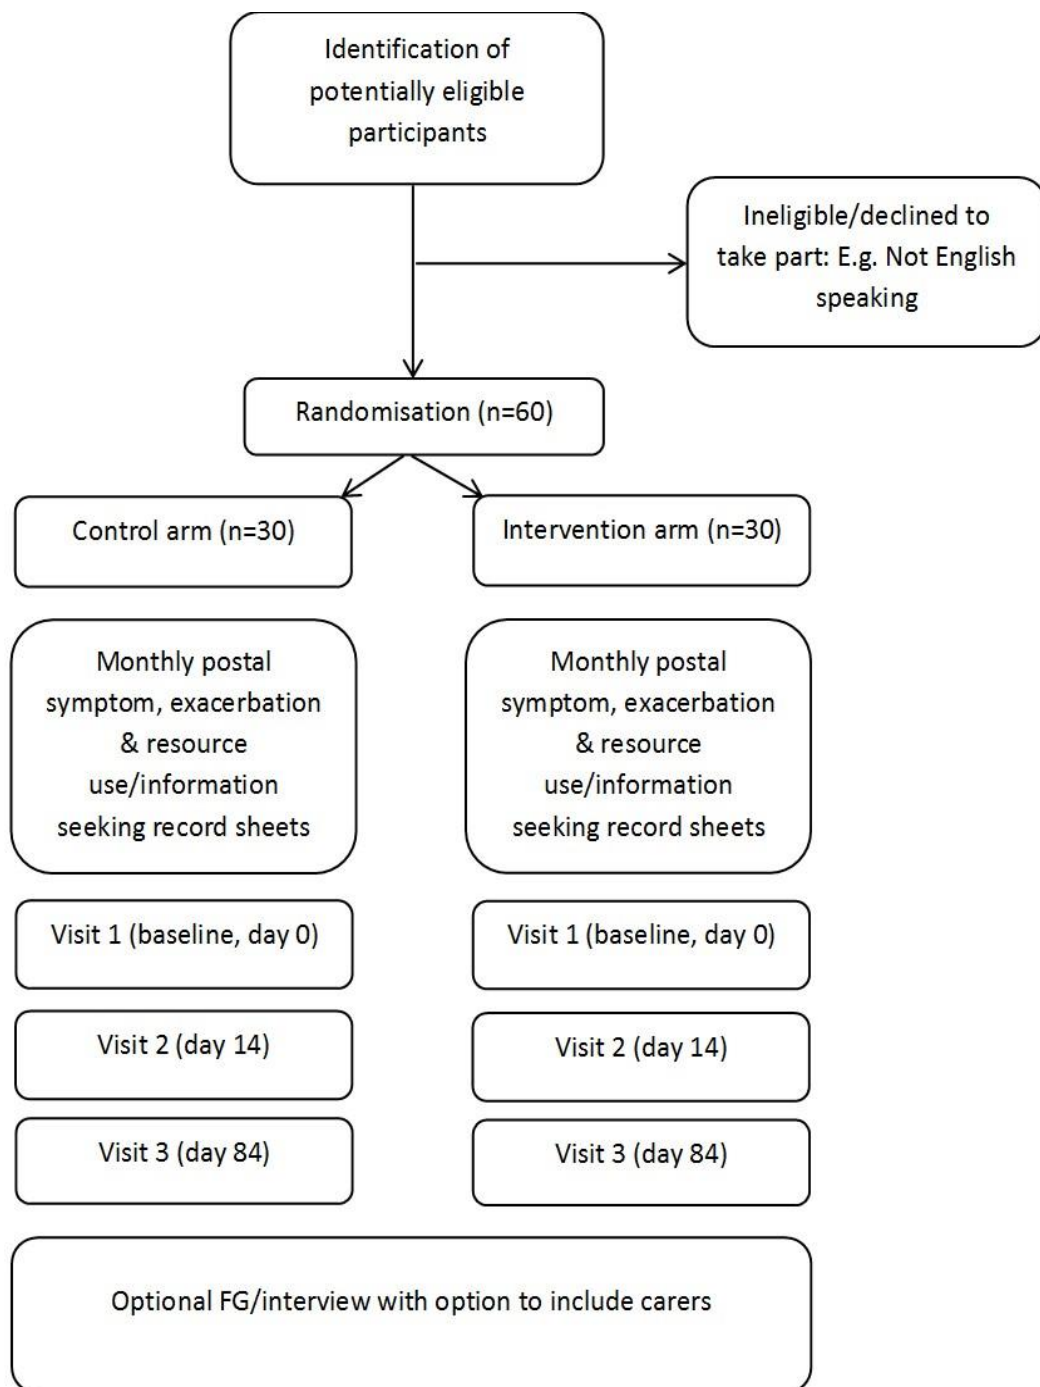 Identification of
potentially eligible
participants
Ineligible/declined to
take part: E.g. Not English
speaking
Randomisation (n=60)
Control arm (n=30)
Intervention arm (n=30)
Monthly postal
symptom, exacerbation
& resource
use/information
seeking record sheets
Monthly postal
symptom, exacerbation
& resource
use/information
seeking record sheets
Visit 1 (baseline, day 0)
Visit 1 (baseline, day 0)
Visit 2 (day 14)
Visit 2 (day 14)
Visit 3 (day 84)
Visit 3 (day 84)
Optional FG/interview with option to include carers